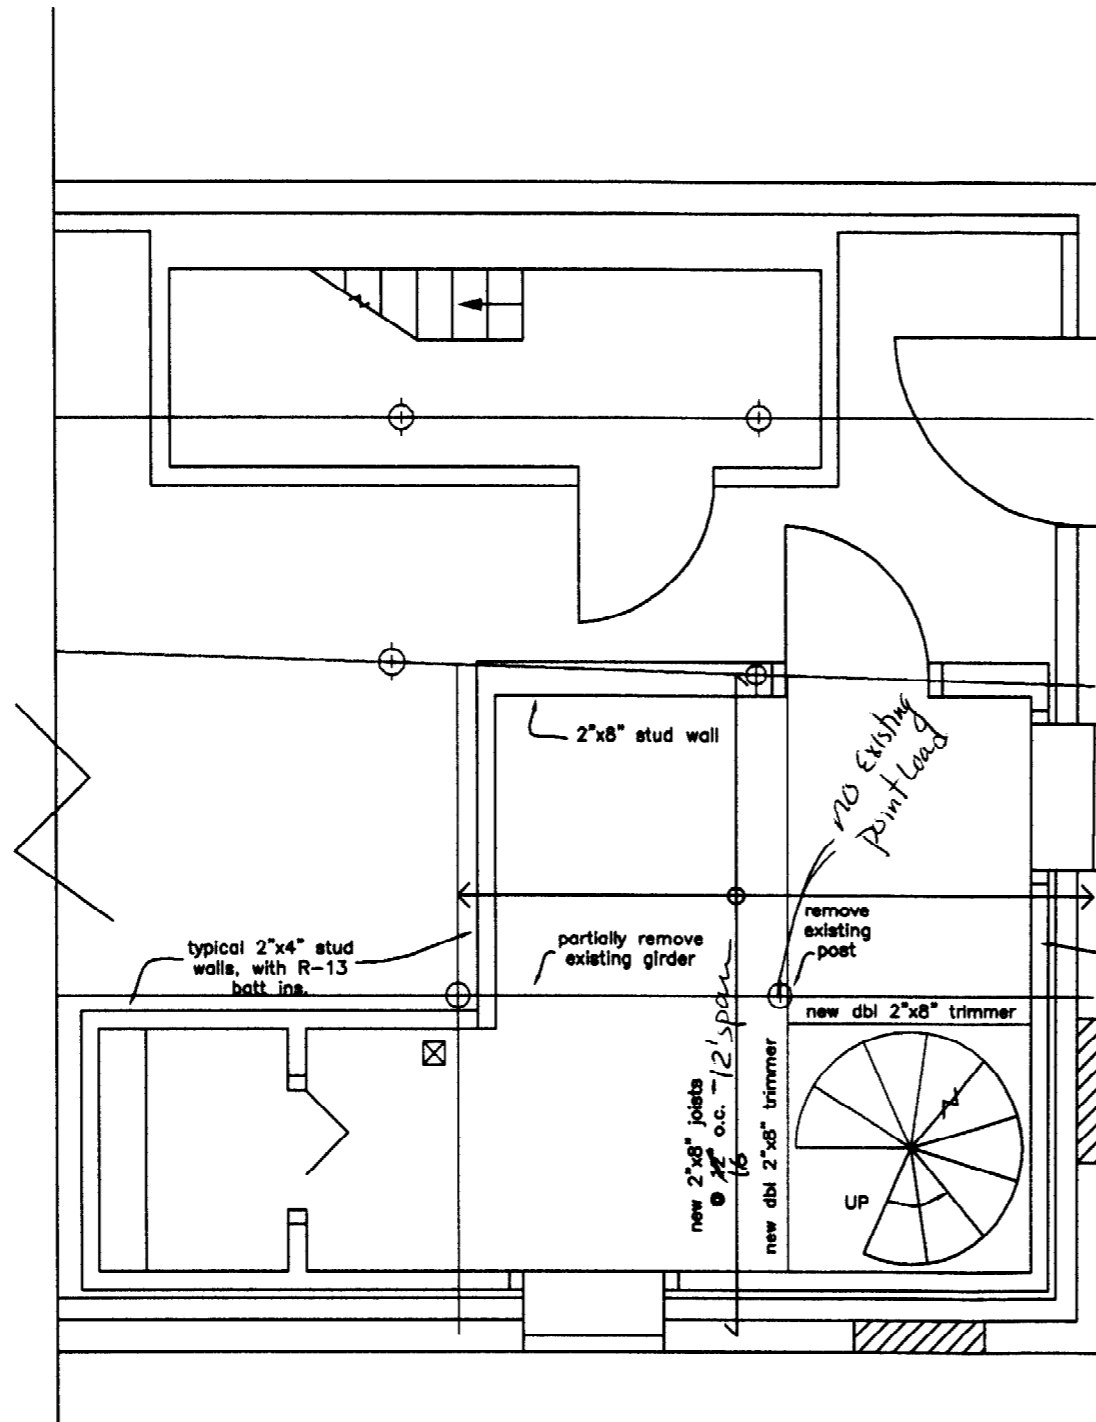 2"x8" stud wall
no Existing
point Load
typical 2"x4" stud
walls, with R-13
batt ins.
partially remove
existing girder
remove
existing
post
new dbl 2"x8" trimmer
new 2"x8" joists
@ 12" o.c. - 12' span
16
new dbl 2"x8" trimmer
UP